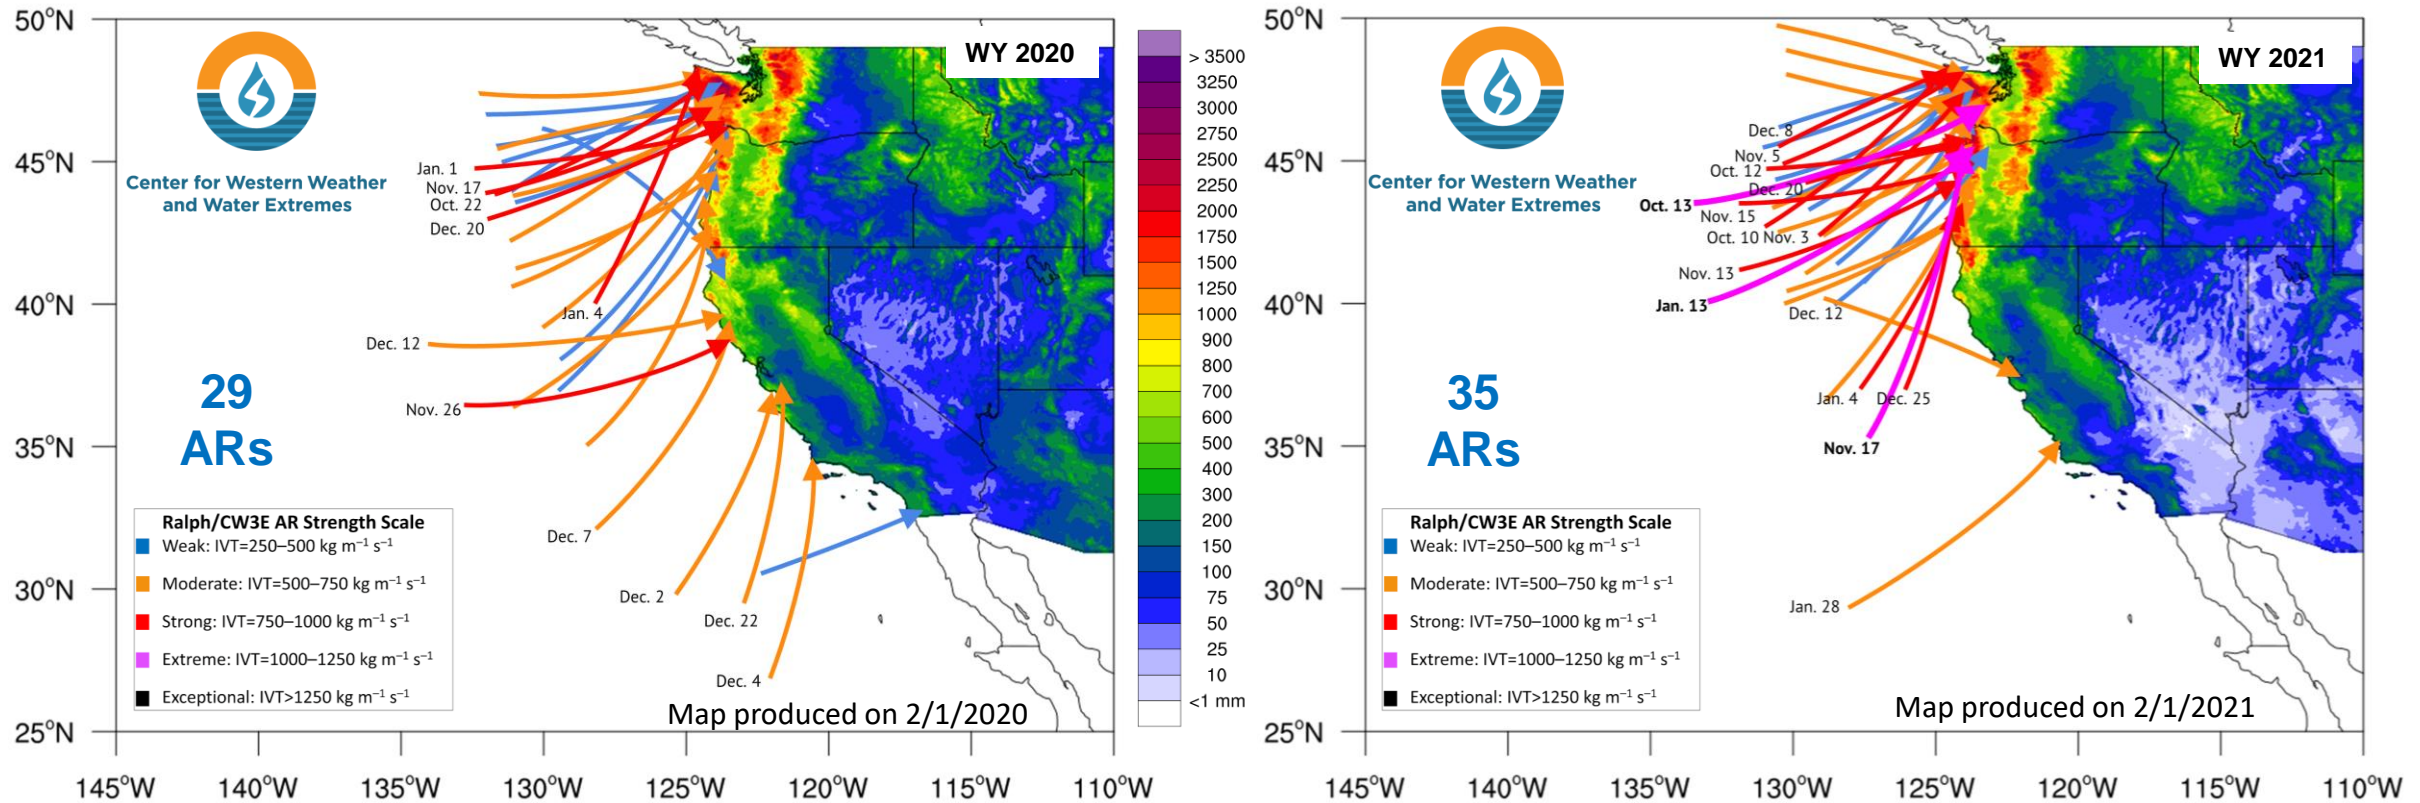 50°N
45°N
40°N
35°N
30°N
25°N
145°W
140°W
135°W
130°W
125°W
120°W
115°W
110°W
Center for Western Weather
and Water Extremes
WY 2020
Jan. 1
Nov. 17
Oct. 22
Dec. 20
Jan. 4
Dec. 12
Nov. 26
Dec. 7
Dec. 2
Dec. 22
Dec. 4
29
ARs
Ralph/CW3E AR Strength Scale
Weak: IVT=250–500 kg m⁻¹ s⁻¹
Moderate: IVT=500–750 kg m⁻¹ s⁻¹
Strong: IVT=750–1000 kg m⁻¹ s⁻¹
Extreme: IVT=1000–1250 kg m⁻¹ s⁻¹
Exceptional: IVT>1250 kg m⁻¹ s⁻¹
Map produced on 2/1/2020
> 3500
3250
3000
2750
2500
2250
2000
1750
1500
1250
1000
900
800
700
600
500
400
300
200
150
100
75
50
25
10
<1 mm
50°N
45°N
40°N
35°N
30°N
25°N
145°W
140°W
135°W
130°W
125°W
120°W
115°W
110°W
Center for Western Weather
and Water Extremes
WY 2021
Dec. 8
Nov. 5
Oct. 12
Dec. 20
Oct. 13
Nov. 15
Oct. 10
Nov. 3
Nov. 13
Jan. 13
Dec. 12
Jan. 4
Dec. 25
Nov. 17
Jan. 28
35
ARs
Ralph/CW3E AR Strength Scale
Weak: IVT=250–500 kg m⁻¹ s⁻¹
Moderate: IVT=500–750 kg m⁻¹ s⁻¹
Strong: IVT=750–1000 kg m⁻¹ s⁻¹
Extreme: IVT=1000–1250 kg m⁻¹ s⁻¹
Exceptional: IVT>1250 kg m⁻¹ s⁻¹
Map produced on 2/1/2021